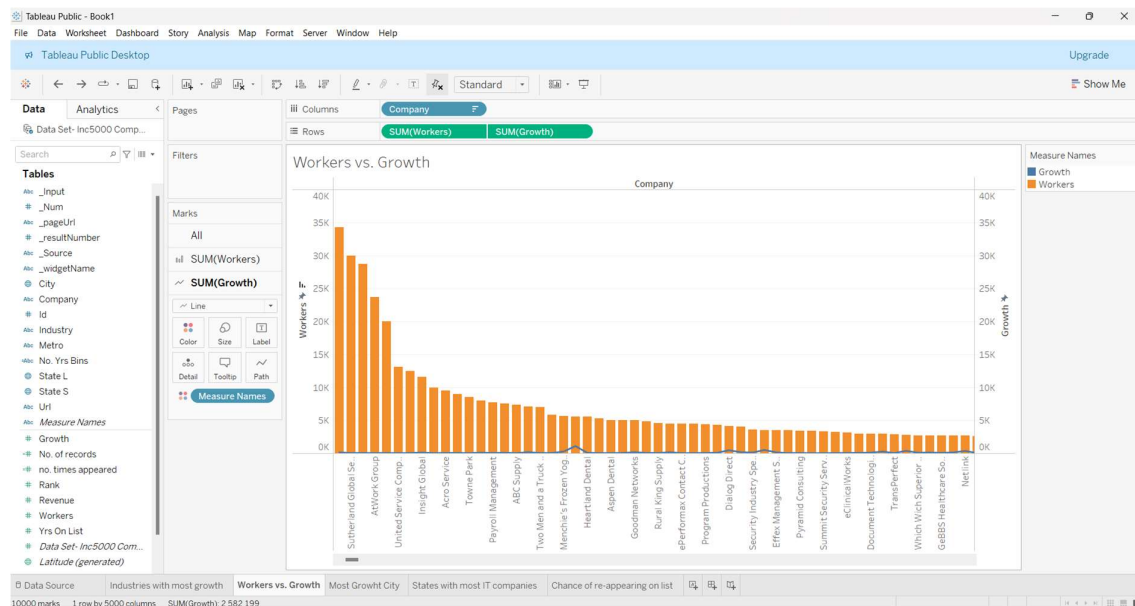 Tableau Public - Book1
File Data Worksheet Dashboard Story Analysis Map Format Server Window Help
Tableau Public Desktop
Upgrade
Standard
Show Me
Data
Analytics
Data Set- Inc5000 Comp...
Search
Tables
Abc _Input
# _Num
Abc _pageUrl
# _resultNumber
Abc _Source
Abc _widgetName
City
Abc Company
# Id
Abc Industry
Abc Metro
=Abc No. Yrs Bins
State L
State S
Abc Url
Abc Measure Names
# Growth
=# No. of records
=# no. times appeared
# Rank
# Revenue
# Workers
# Yrs On List
# Data Set- Inc5000 Com...
Latitude (generated)
Pages
Filters
Marks
All
SUM(Workers)
SUM(Growth)
Line
Color
Size
Label
Detail
Tooltip
Path
Measure Names
Columns
Company
Rows
SUM(Workers)
SUM(Growth)
Workers vs. Growth
Company
40K
35K
30K
25K
20K
15K
10K
5K
0K
Workers
40K
35K
30K
25K
20K
15K
10K
5K
0K
Growth
Sutherland Global Se...
AtWork Group
United Service Comp...
Insight Global
Acro Service
Towne Park
Payroll Management
ABC Supply
Two Men and a Truck ...
Menchie's Frozen Yog...
Heartland Dental
Aspen Dental
Goodman Networks
Rural King Supply
ePerformax Contact C...
Program Productions
Dialog Direct
Security Industry Spe...
Effex Management S...
Pyramid Consulting
Summit Security Serv...
eClinicalWorks
Document Technologi...
TransPerfect
Which Wich Superior ...
GeBBS Healthcare So...
Netlink
Measure Names
Growth
Workers
Data Source
Industries with most growth
Workers vs. Growth
Most Growht City
States with most IT companies
Chance of re-appearing on list
10000 marks 1 row by 5000 columns SUM(Growth): 2 582 199